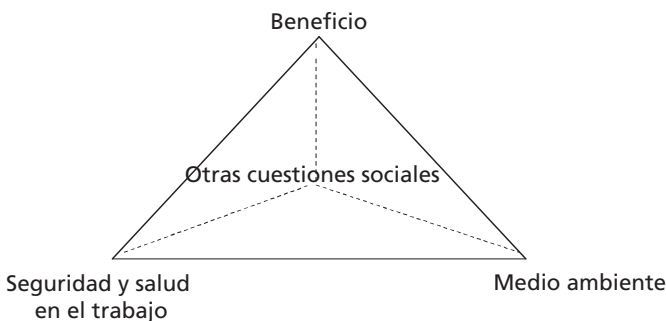 Beneficio
Otras cuestiones sociales
Seguridad y salud
en el trabajo
Medio ambiente